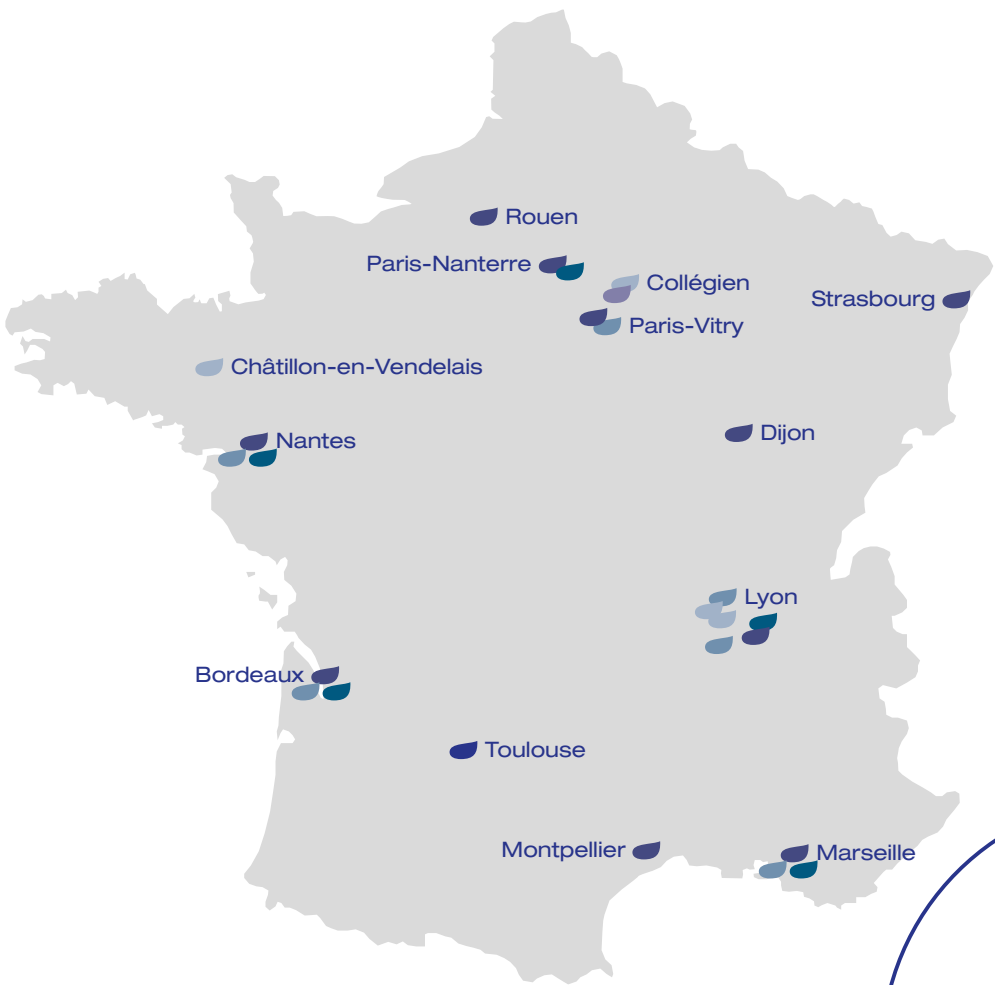 Rouen
Paris-Nanterre
Collégien
Strasbourg
Paris-Vitry
Châtillon-en-Vendelais
Dijon
Nantes
Lyon
Bordeaux
Toulouse
Montpellier
Marseille